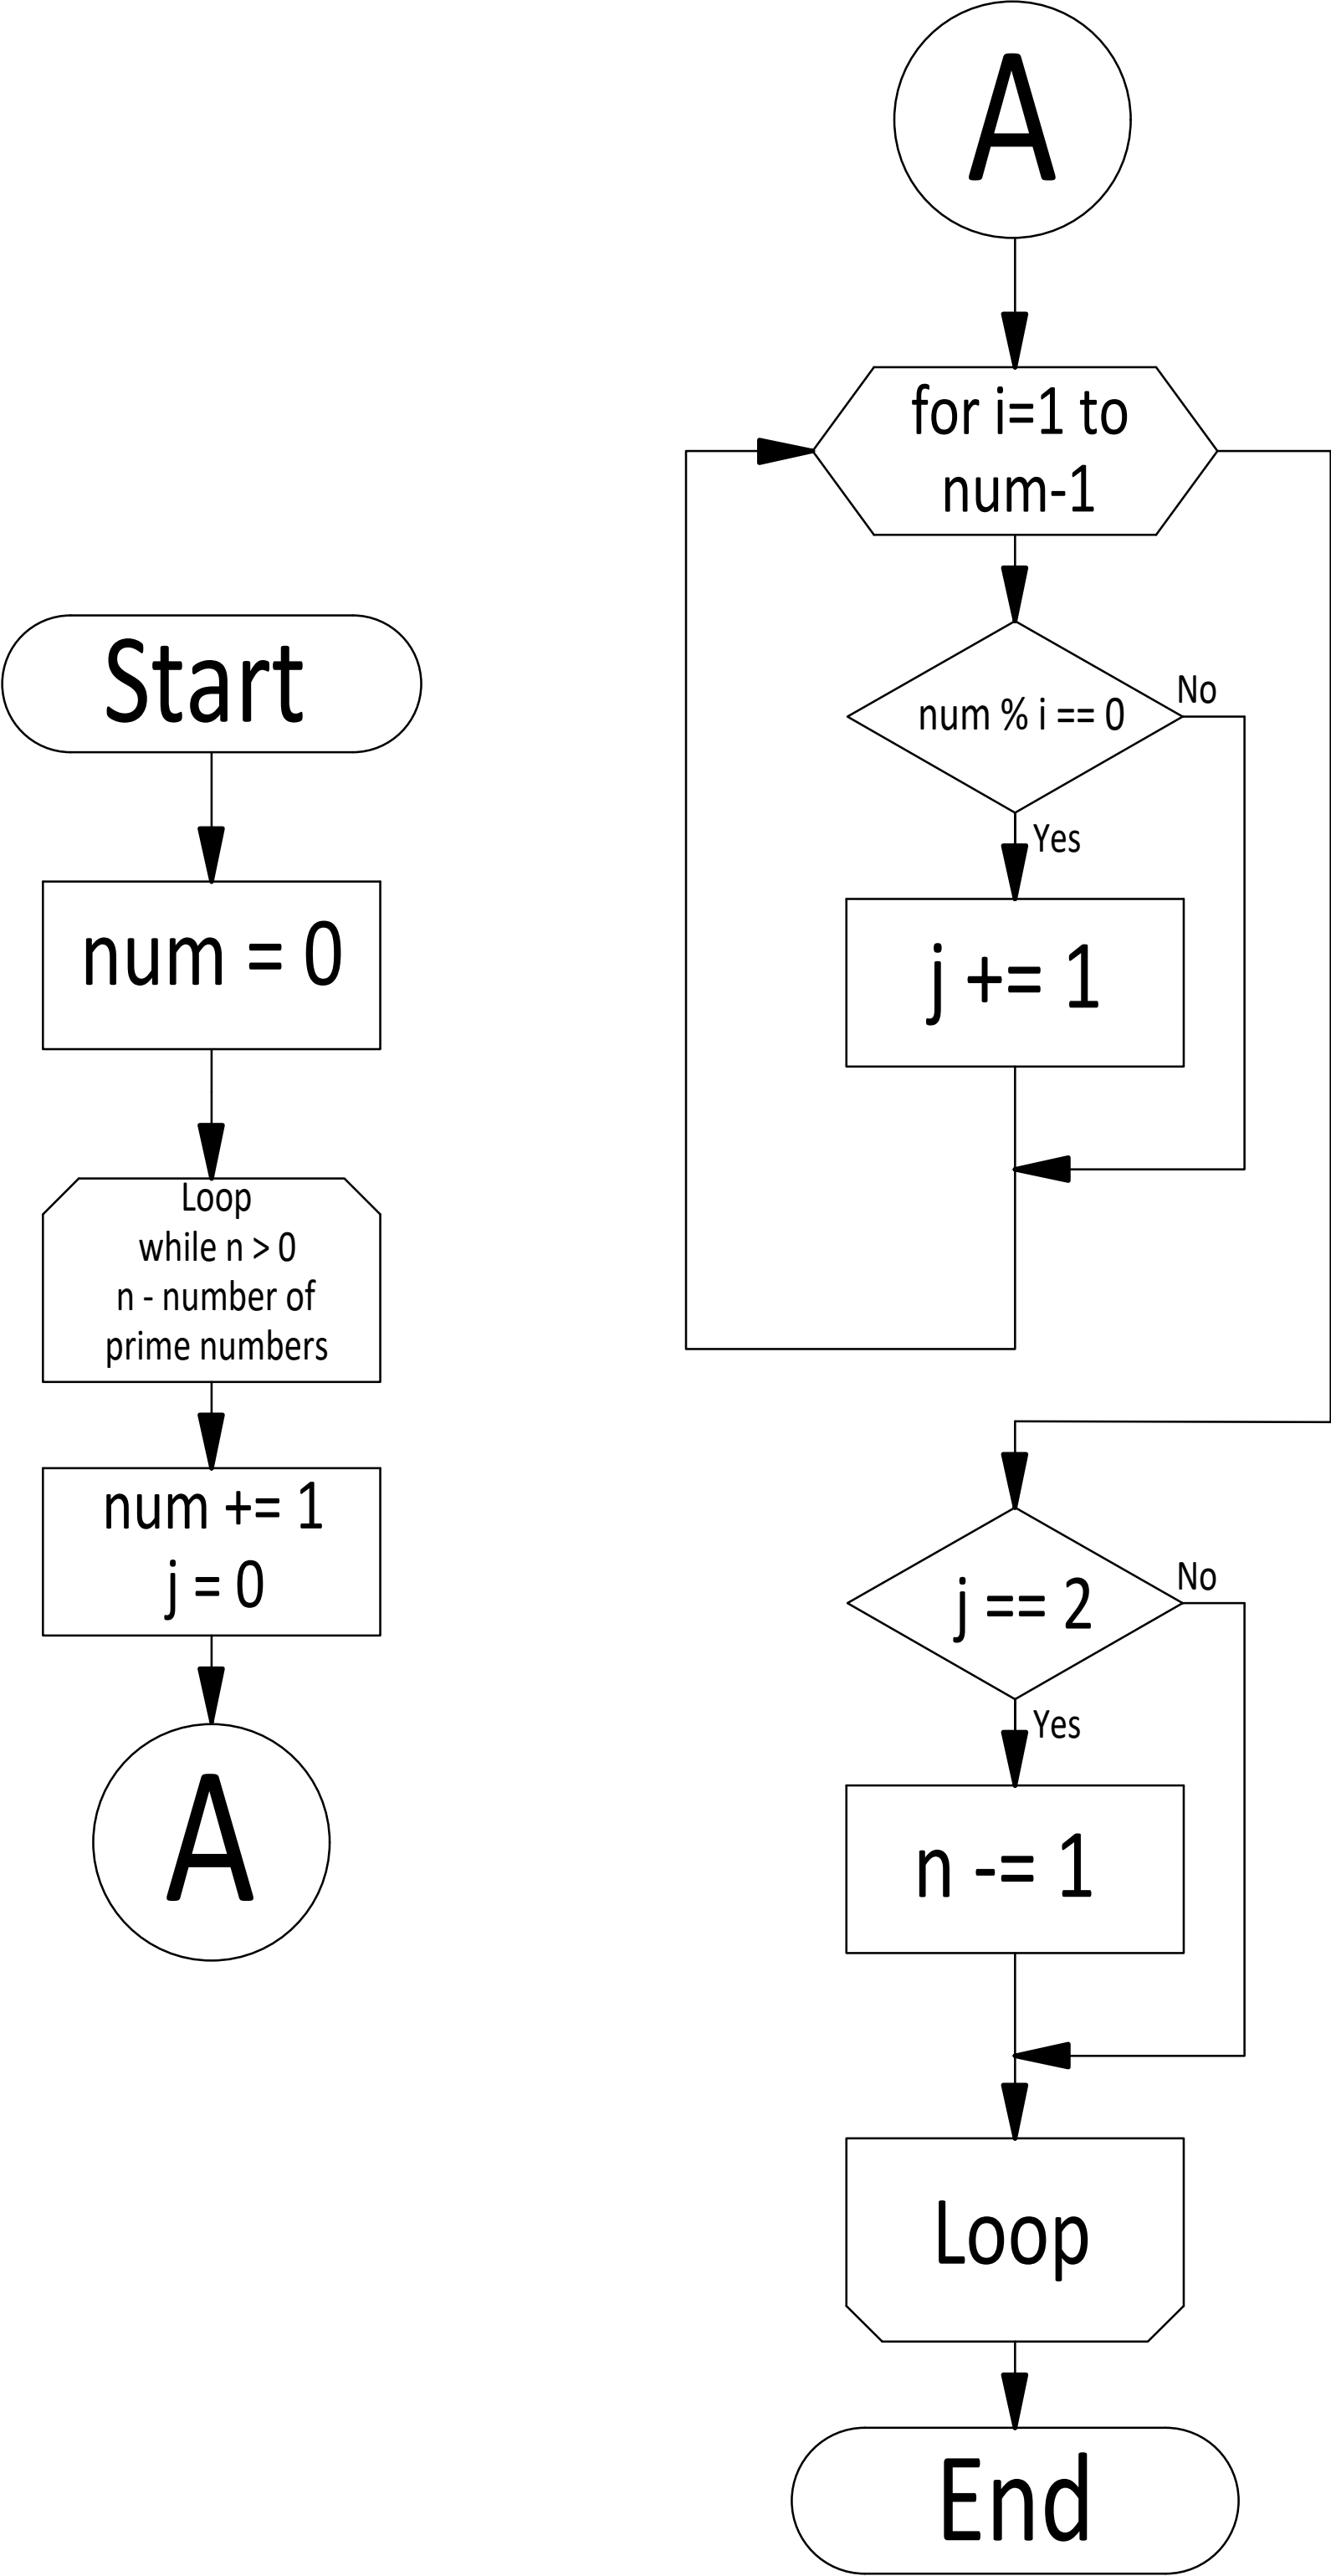 Start
num = 0
Loop
while n > 0
n - number of
prime numbers
num += 1
j = 0
A
A
for i=1 to
num-1
num % i == 0
No
Yes
j += 1
j == 2
No
Yes
n -= 1
Loop
End